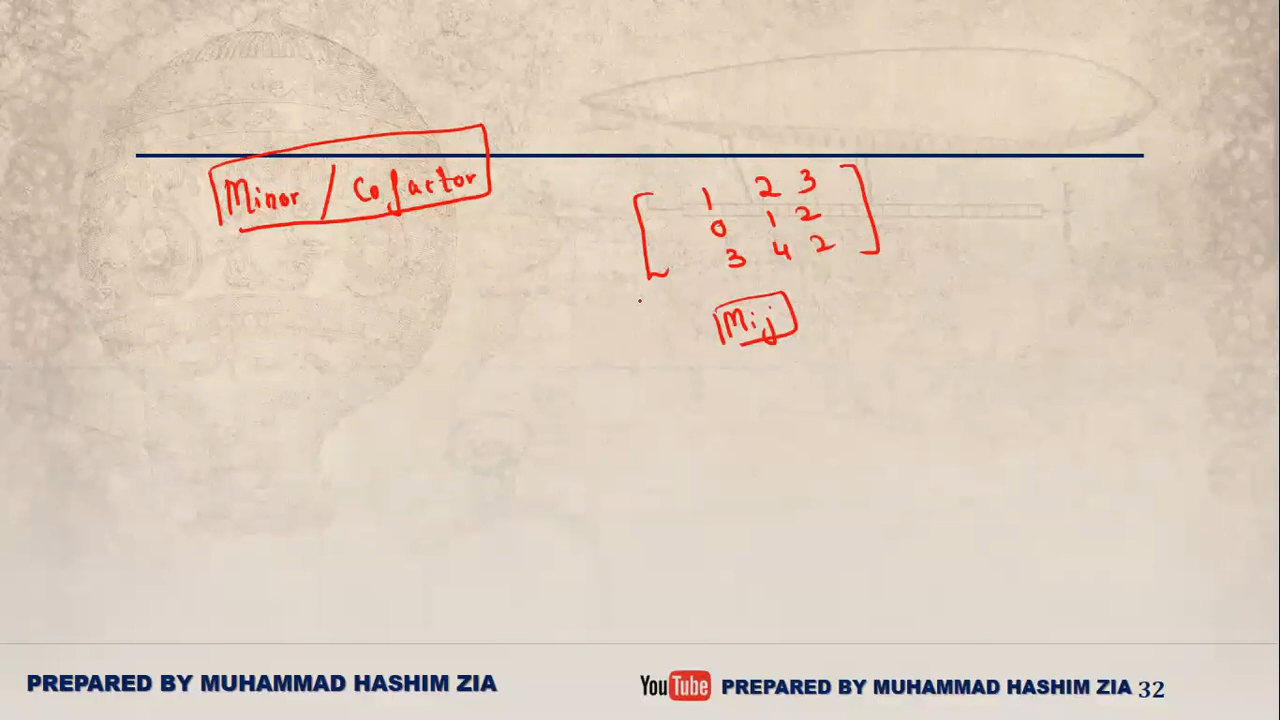 Minor / Cofactor
1 2 3
0 1 2
3 4 2
Mij
PREPARED BY MUHAMMAD HASHIM ZIA
YouTube PREPARED BY MUHAMMAD HASHIM ZIA 32